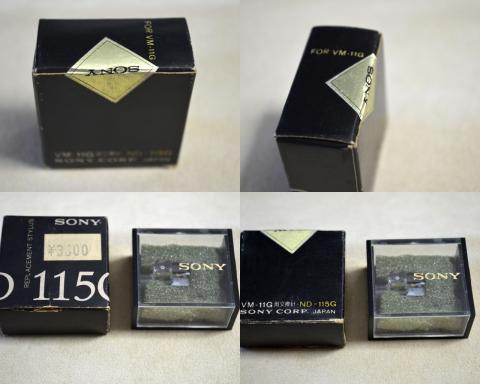 FOR VM-11G
SONY
VM-11G用交換針・ND-115G
SONY CORP. JAPAN
FOR VM-11G
SONY
SONY
REPLACEMENT STYLUS
¥3,300
D 115G
SONY
VM-11G用交換針・ND-115G
SONY CORP. JAPAN
SONY